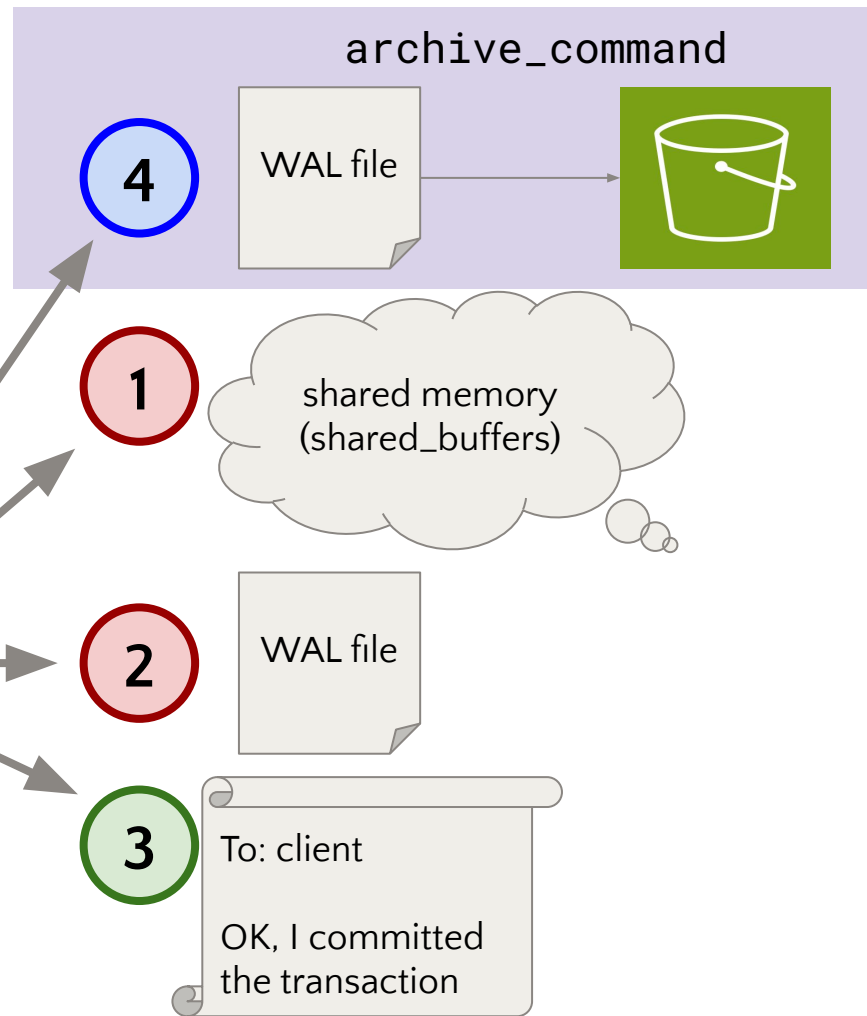 archive_command
4
WAL file
1
shared memory
(shared_buffers)
2
WAL file
3
To: client
OK, I committed
the transaction